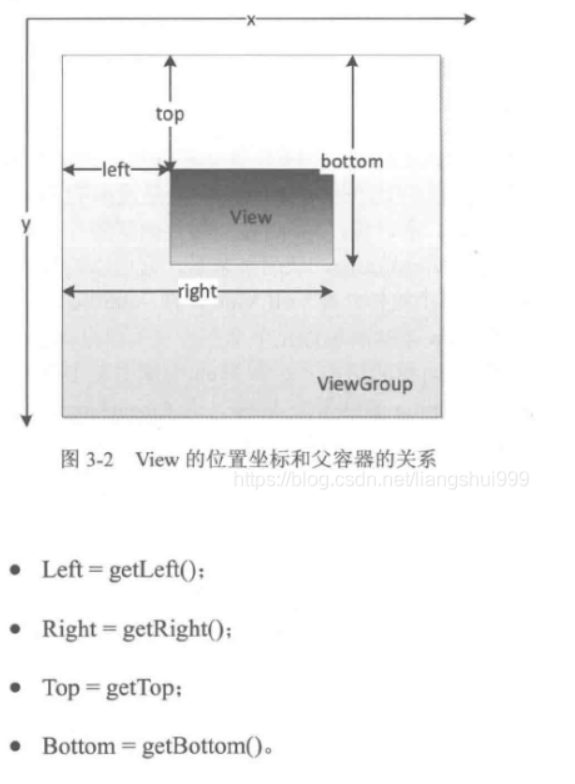 x
top
left
bottom
y
View
right
ViewGroup
图 3-2 View 的位置坐标和父容器的关系
https://blog.csdn.net/liangshui999
● Left = getLeft();
● Right = getRight();
● Top = getTop;
● Bottom = getBottom()。